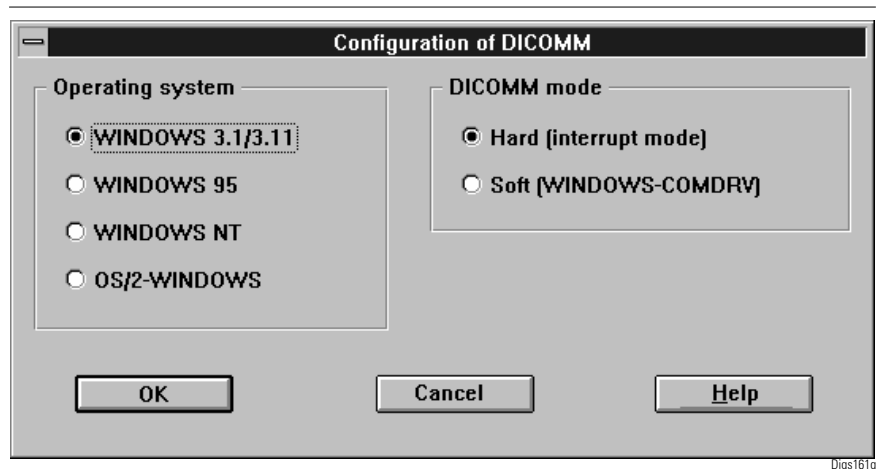 Configuration of DICOMM
Operating system
WINDOWS 3.1/3.11
WINDOWS 95
WINDOWS NT
OS/2-WINDOWS
DICOMM mode
Hard (interrupt mode)
Soft (WINDOWS-COMDRV)
OK
Cancel
Help
Digs161g